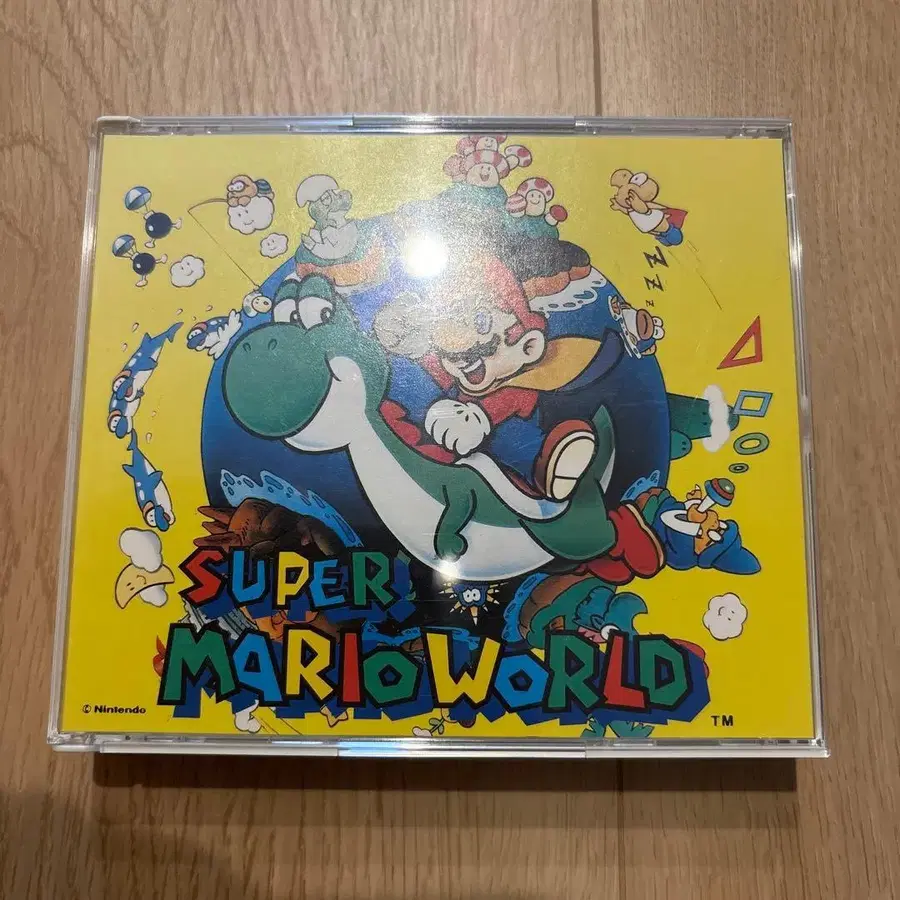 z Z Z
SUPER
MARIO WORLD
© Nintendo
TM